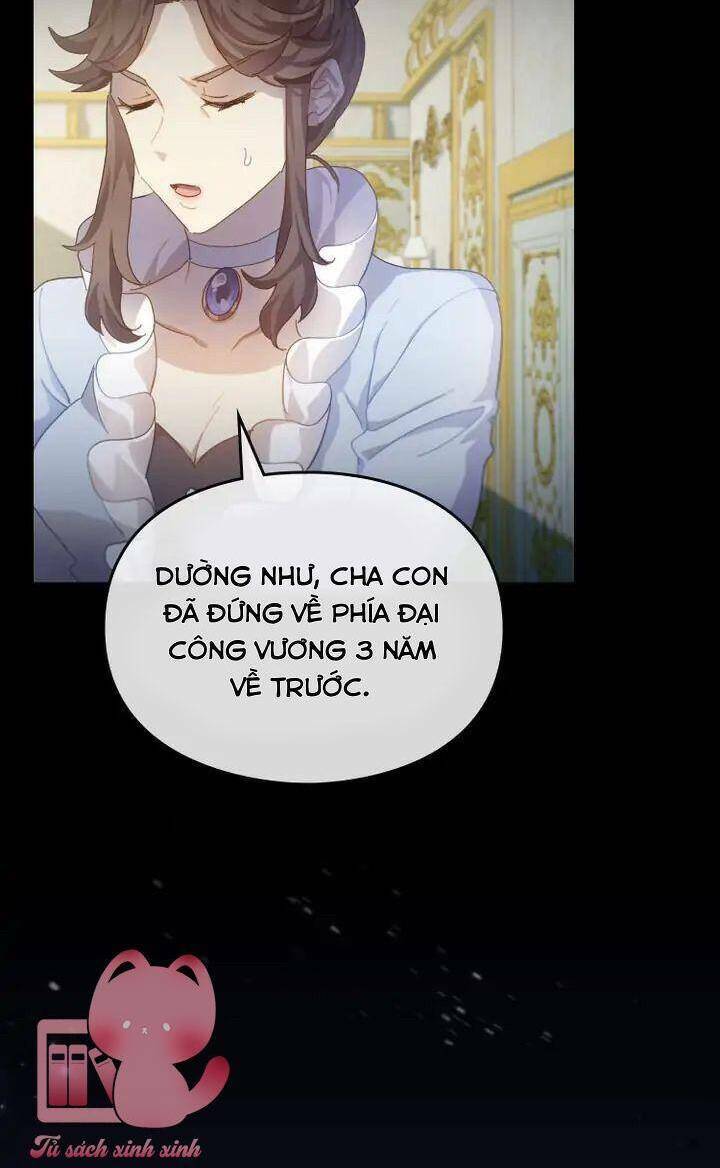 DƯỜNG NHƯ, CHA CON
ĐÃ ĐỨNG VỀ PHÍA ĐẠI
CÔNG VƯƠNG 3 NĂM
VỀ TRƯỚC.
Tủ sách xinh xinh